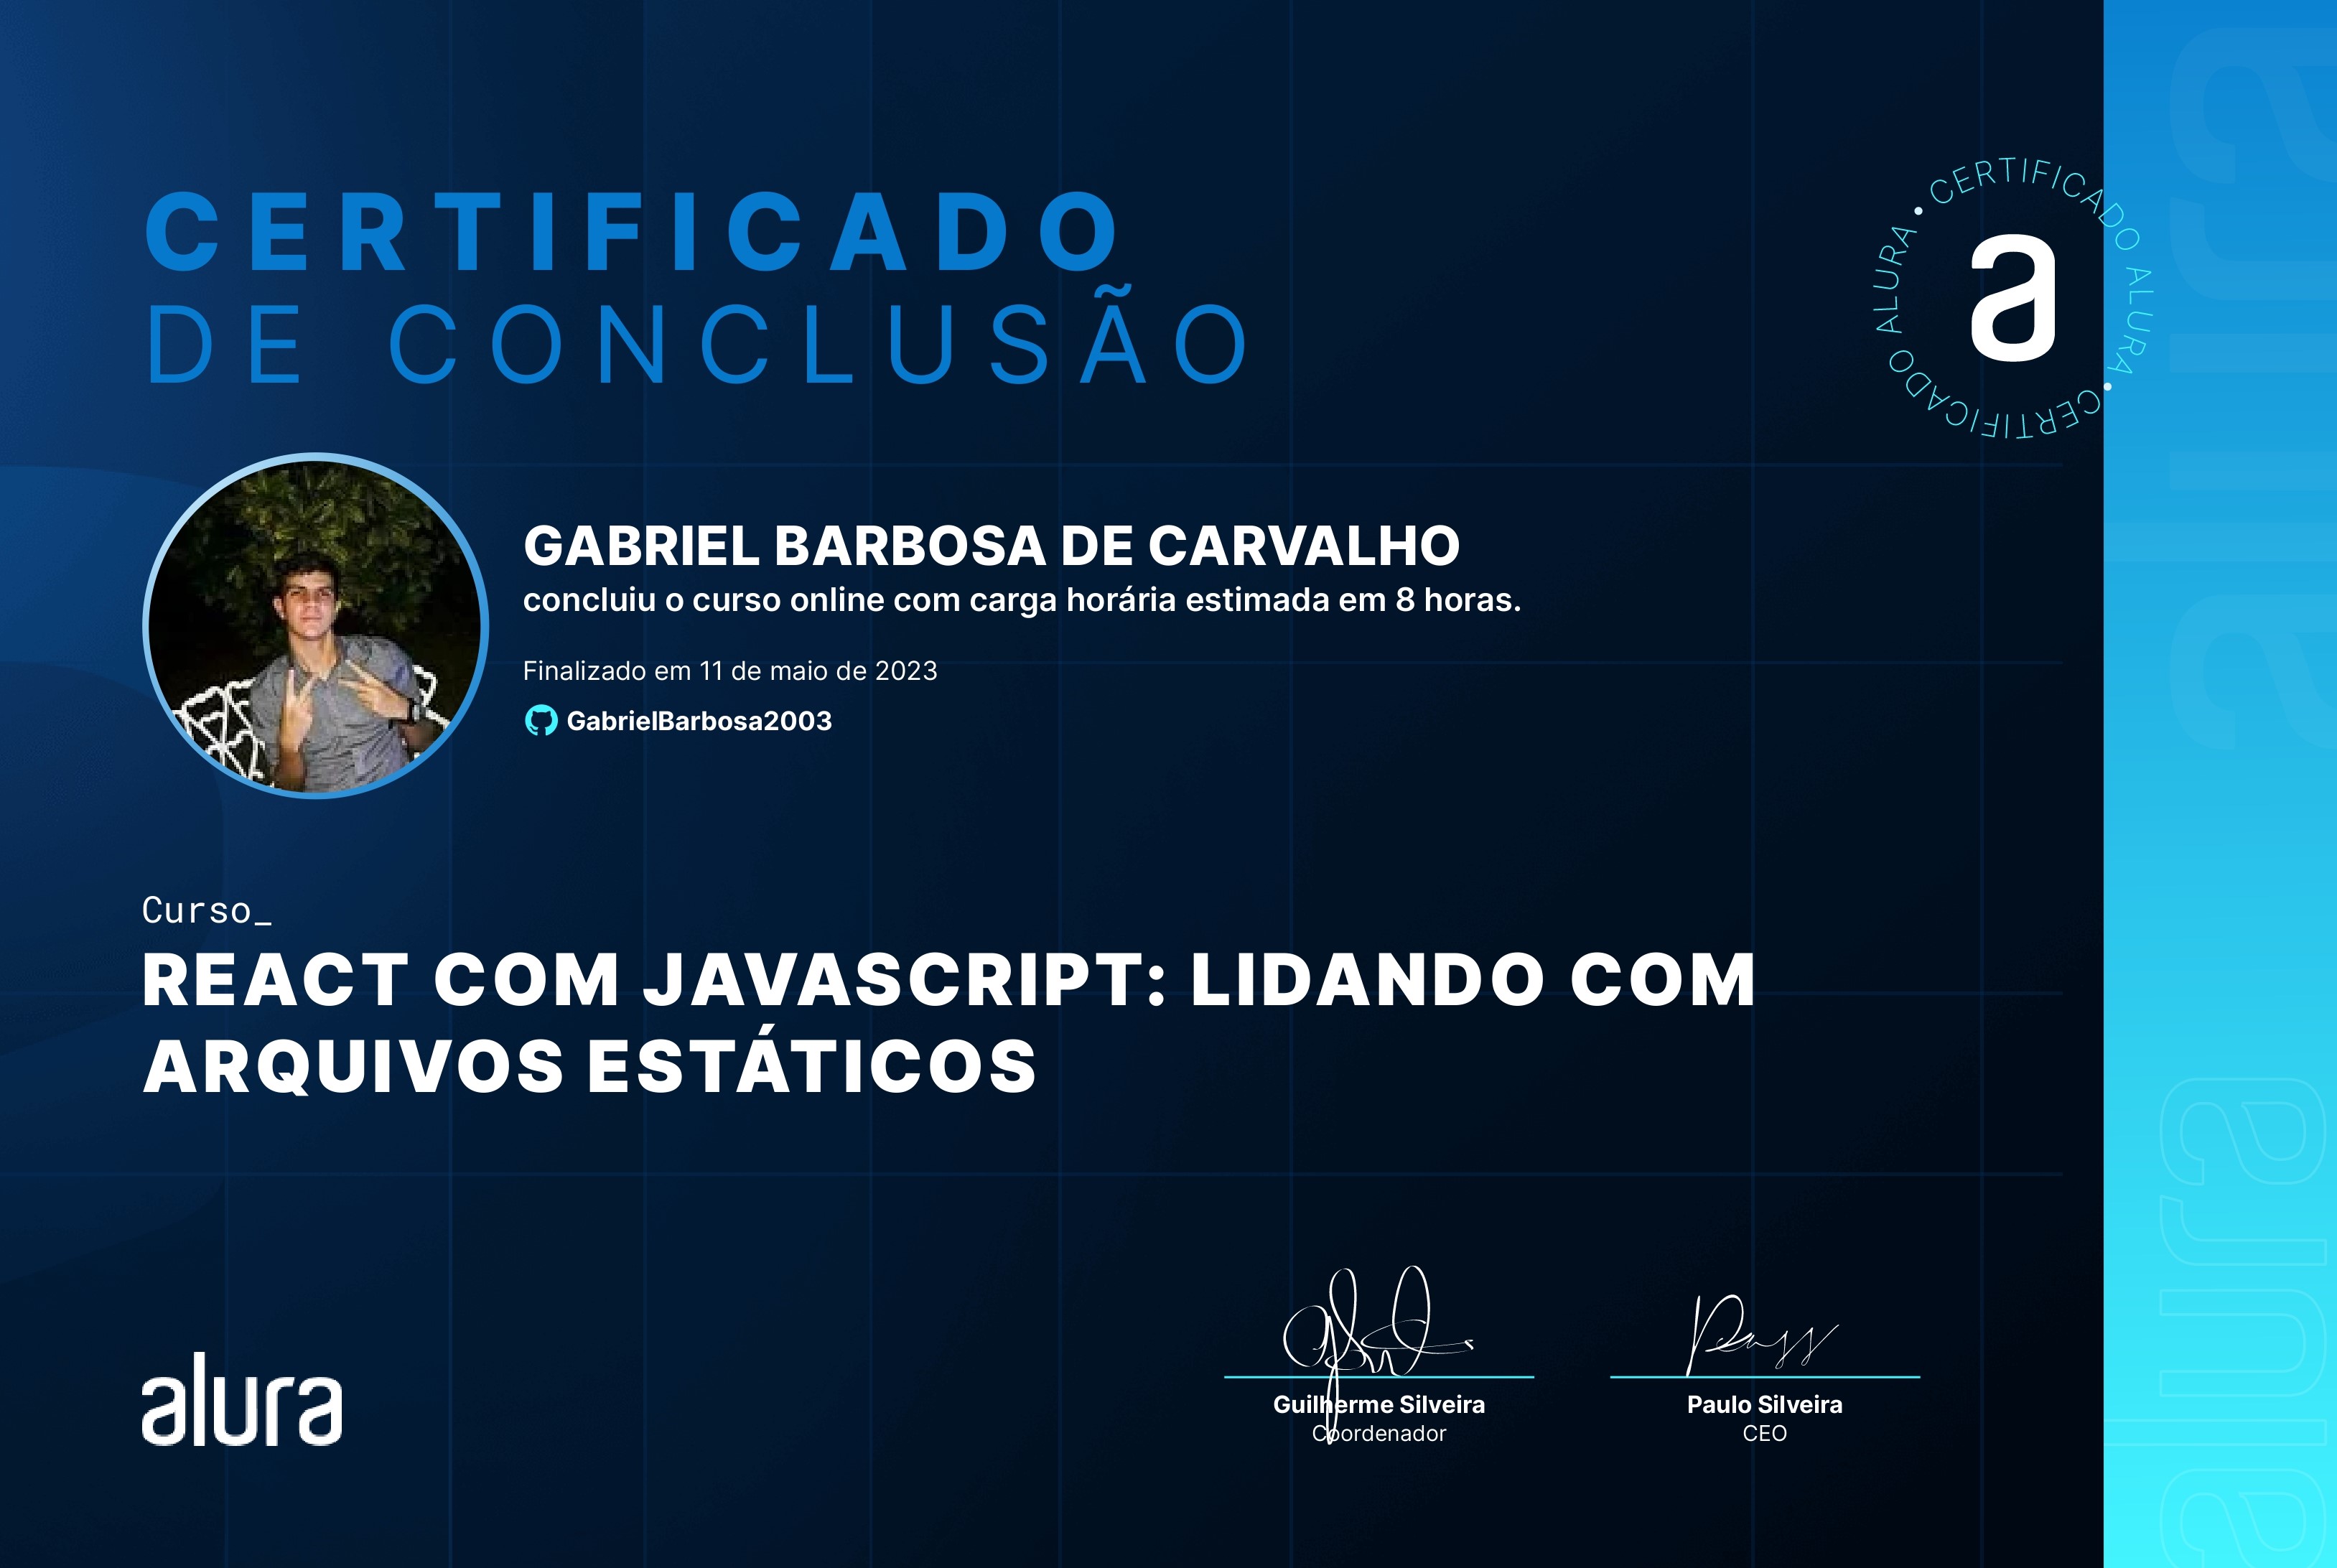 CERTIFICADO
DE CONCLUSÃO
CERTIFICADO ALURA • CERTIFICADO ALURA •
a
GABRIEL BARBOSA DE CARVALHO
concluiu o curso online com carga horária estimada em 8 horas.
Finalizado em 11 de maio de 2023
GabrielBarbosa2003
Curso_
REACT COM JAVASCRIPT: LIDANDO COM
ARQUIVOS ESTÁTICOS
alura
Guilherme Silveira
Coordenador
Paulo Silveira
CEO
alura
alura